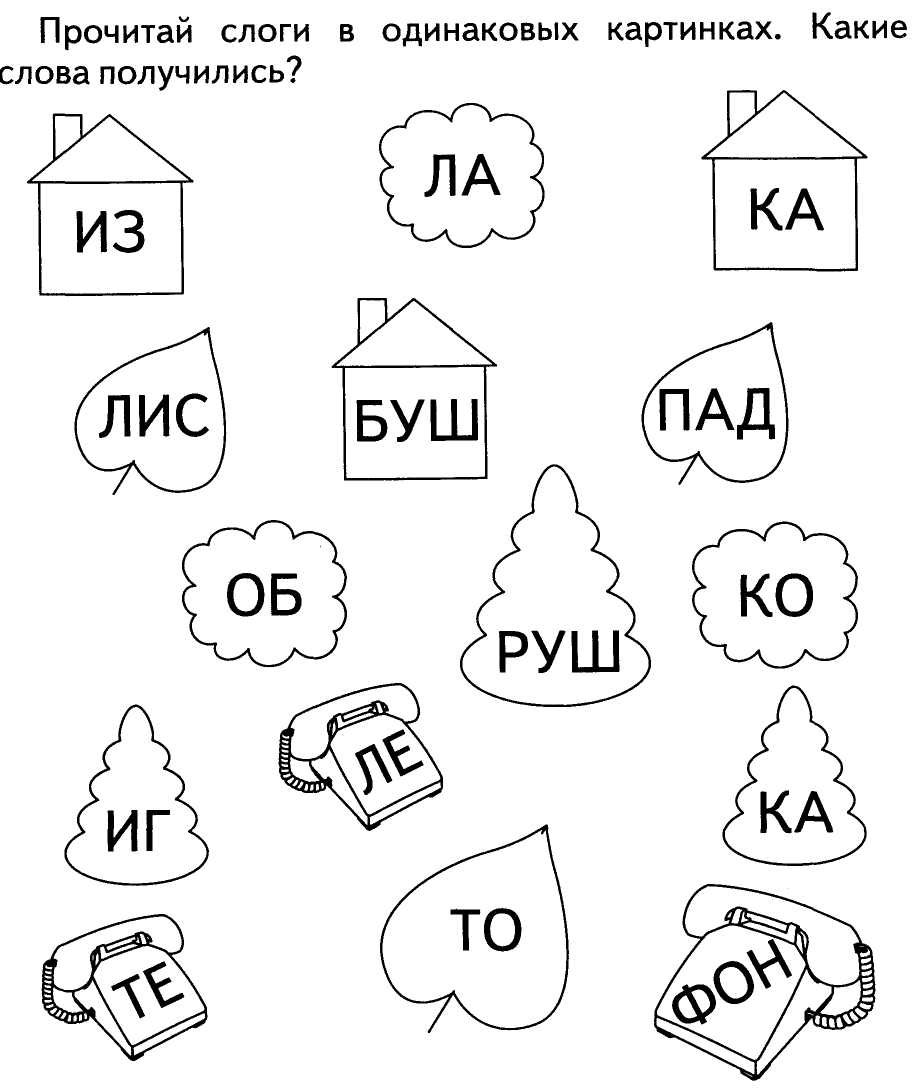 Прочитай слоги в одинаковых картинках. Какие
слова получились?
ИЗ
ЛА
КА
ЛИС
БУШ
ПАД
ОБ
РУШ
КО
ИГ
ЛЕ
КА
ТЕ
ТО
ФОН